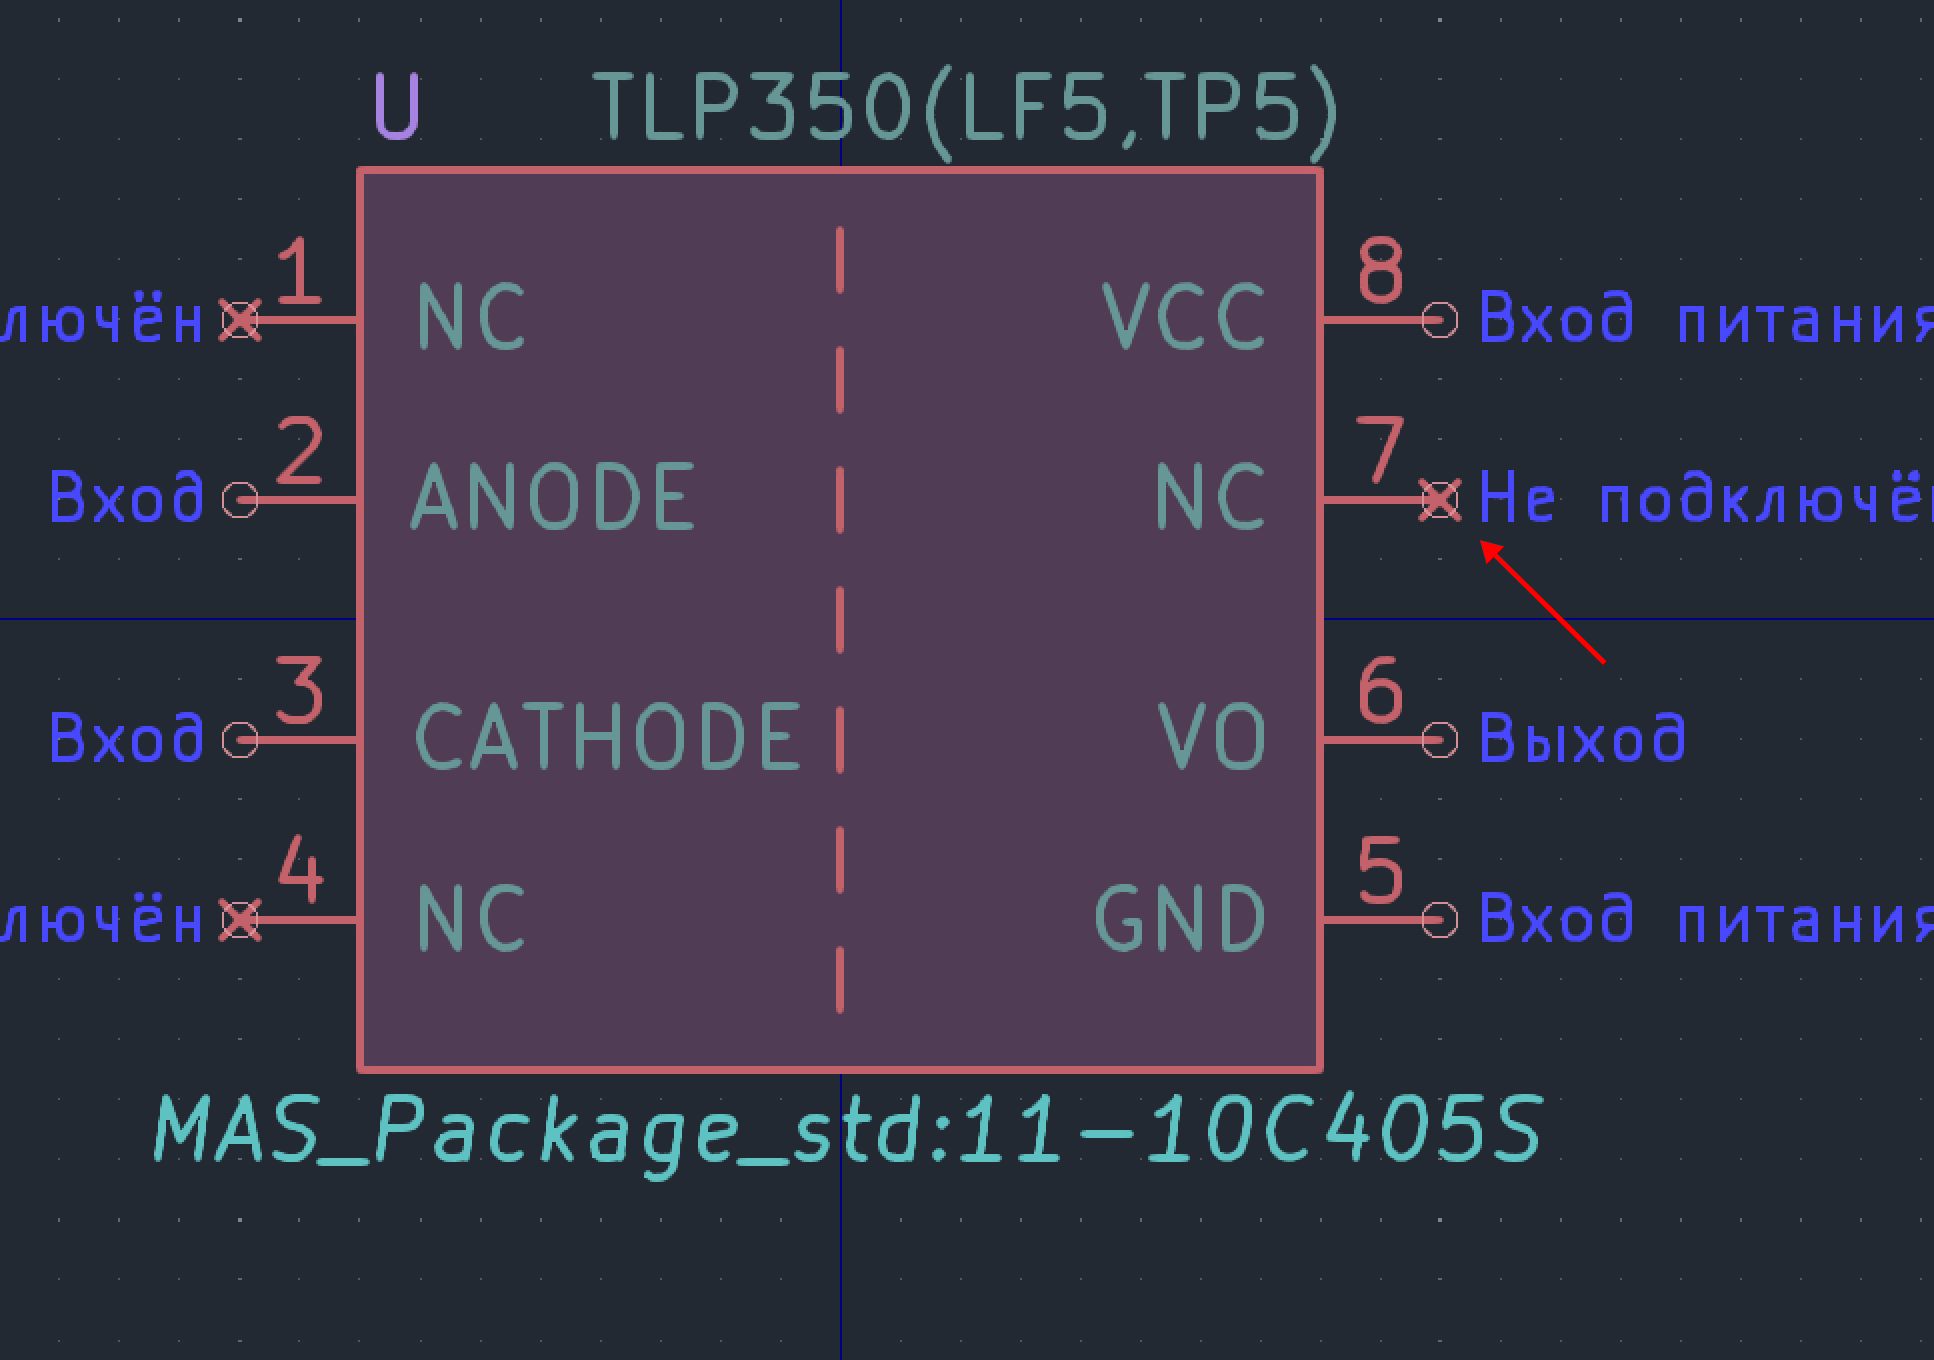 U TLP350(LF5,TP5)
лючён 1 NC VCC 8 Вход питания
Вход 2 ANODE NC 7 Не подключён
Вход 3 CATHODE VO 6 Выход
лючён 4 NC GND 5 Вход питания
MAS_Package_std:11-10C405S